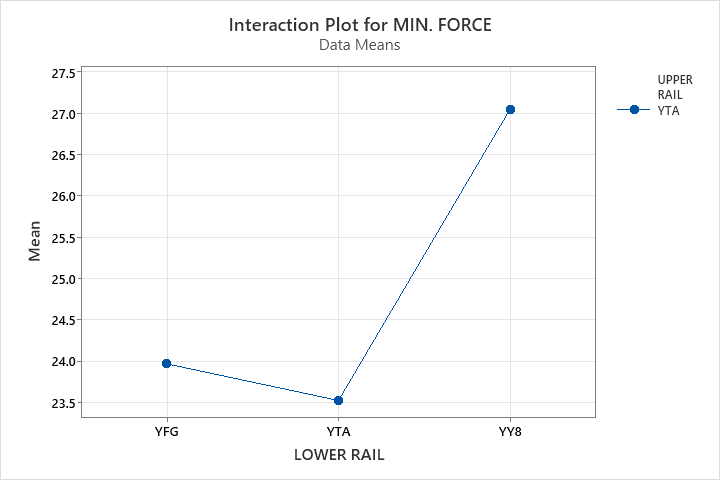 Interaction Plot for MIN. FORCE
Data Means
27.5
27.0
26.5
26.0
25.5
25.0
24.5
24.0
23.5
Mean
YFG
YTA
YY8
LOWER RAIL
UPPER
RAIL
YTA